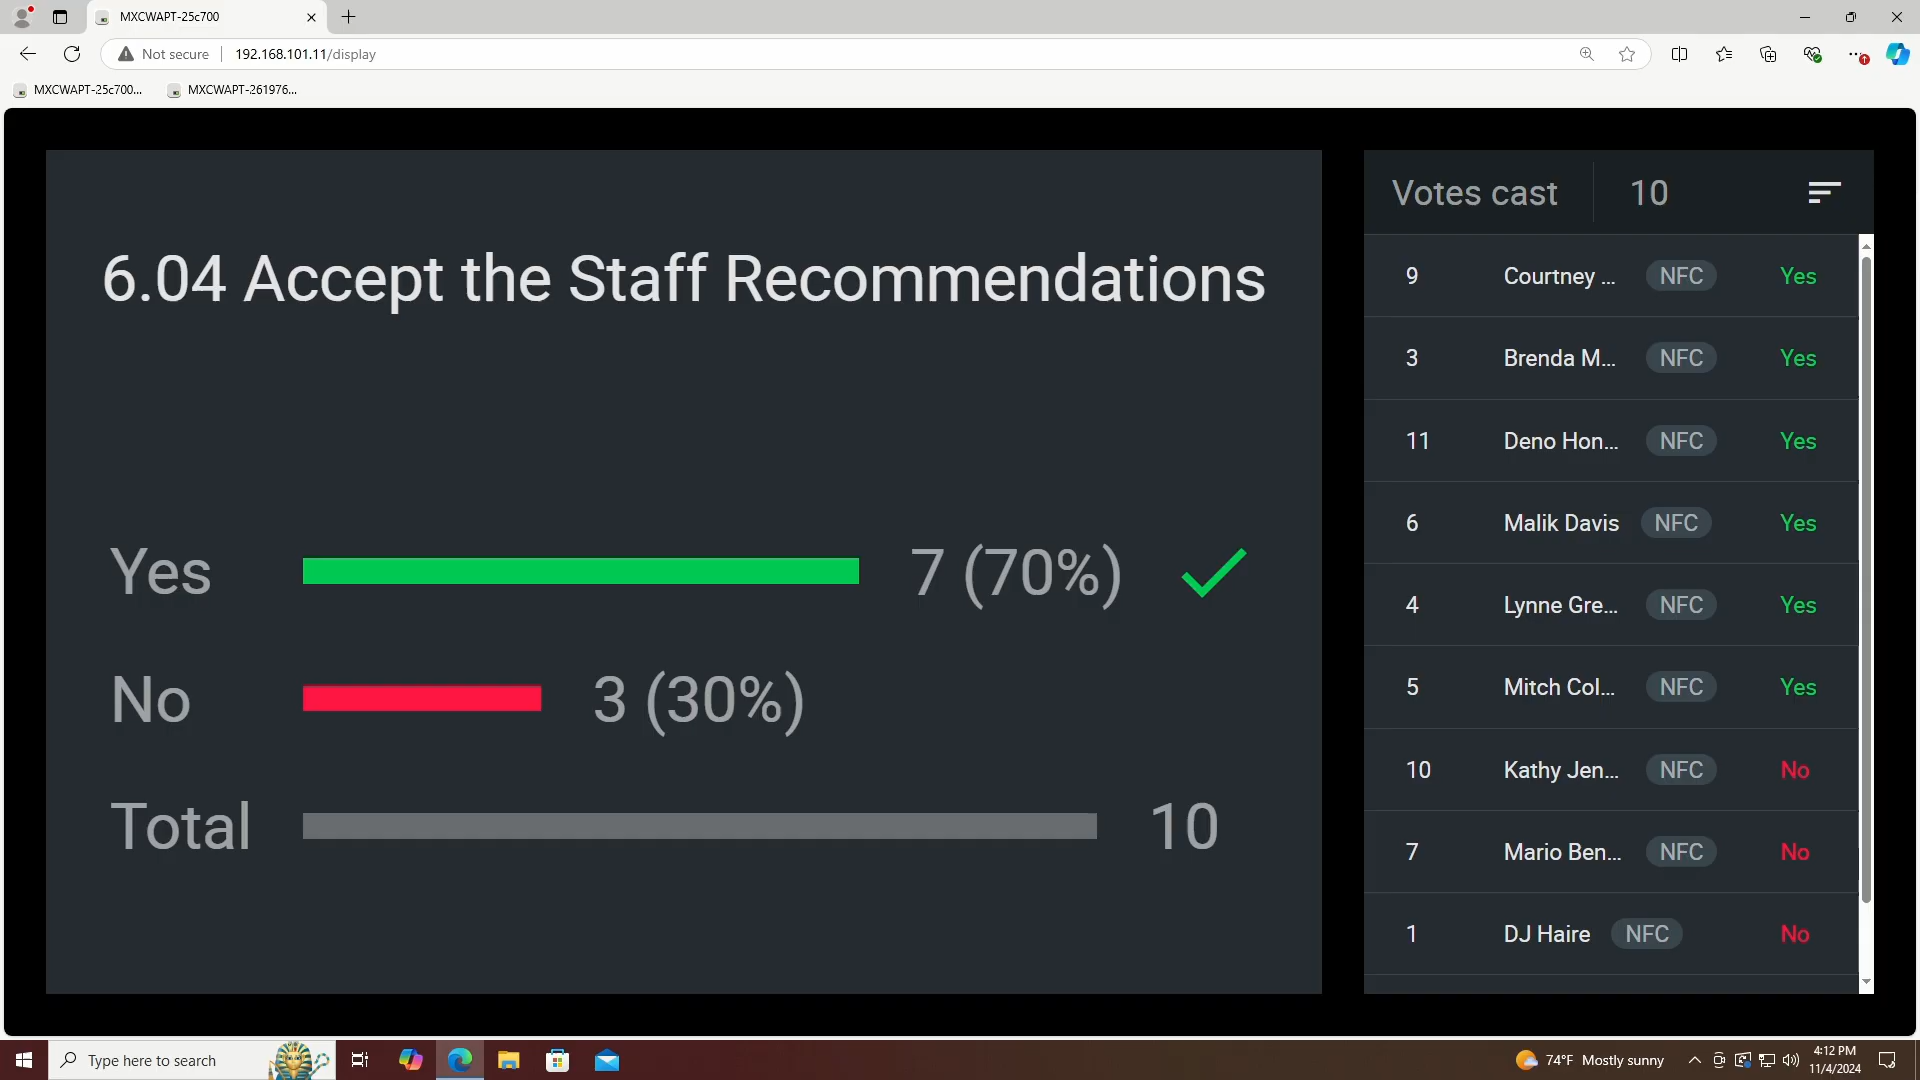 MXCWAPT-25c700
Not secure 192.168.101.11/display
MXCWAPT-25c700... MXCWAPT-261976...
6.04 Accept the Staff Recommendations
Yes 7 (70%)
No 3 (30%)
Total 10
Votes cast 10
9 Courtney ... NFC Yes
3 Brenda M... NFC Yes
11 Deno Hon... NFC Yes
6 Malik Davis NFC Yes
4 Lynne Gre... NFC Yes
5 Mitch Col... NFC Yes
10 Kathy Jen... NFC No
7 Mario Ben... NFC No
1 DJ Haire NFC No
Type here to search
74°F Mostly sunny
4:12 PM
11/4/2024